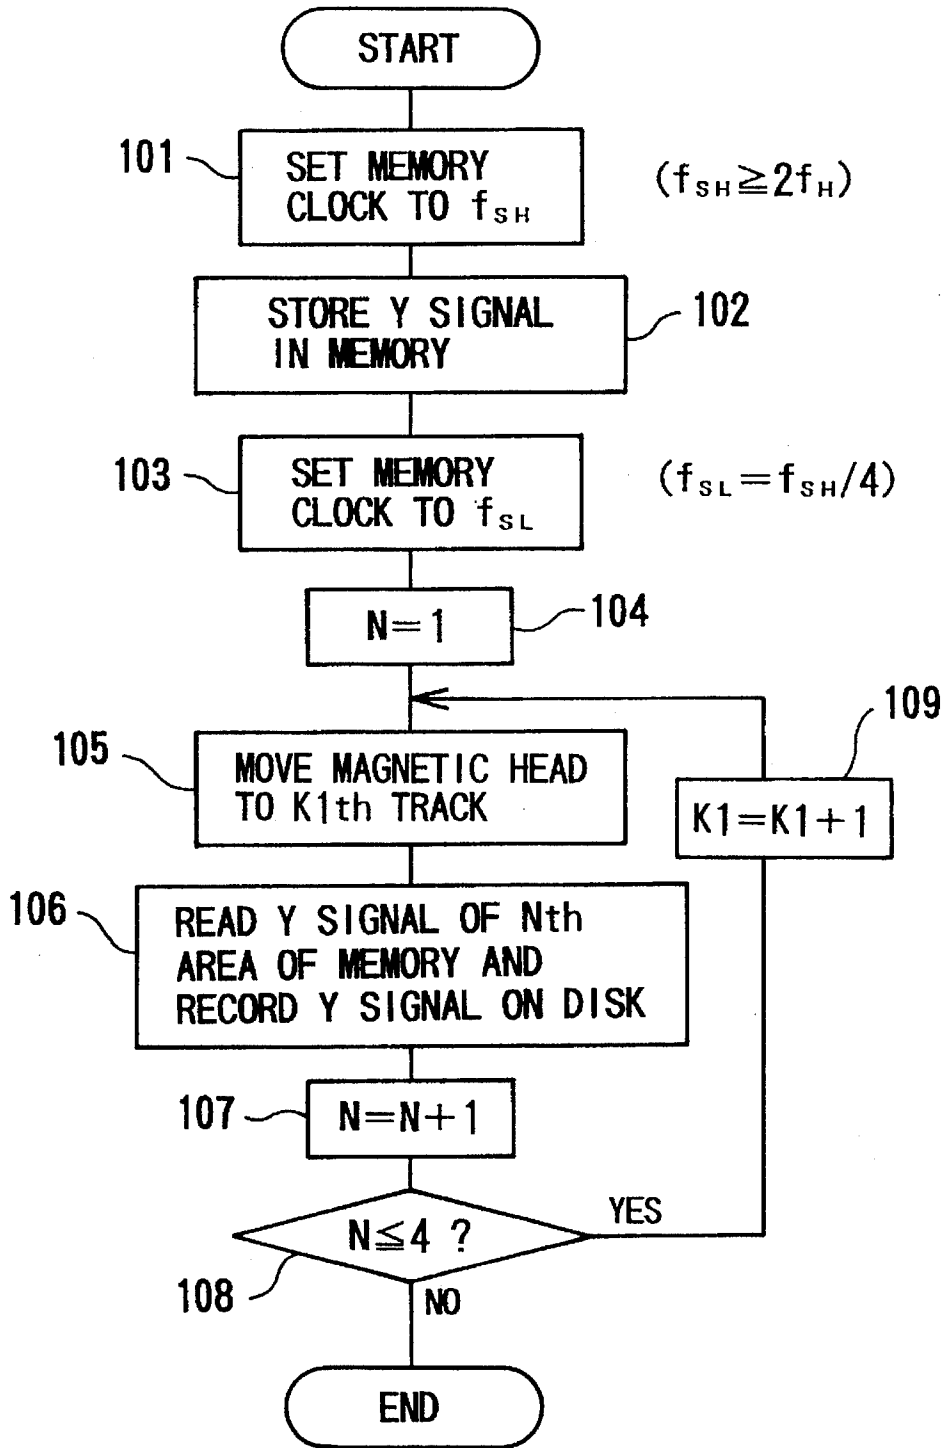 START
101
SET MEMORY
CLOCK TO fSH
(fSH≧2fH)
STORE Y SIGNAL
IN MEMORY
102
103
SET MEMORY
CLOCK TO fSL
(fSL=fSH/4)
N=1
104
109
105
MOVE MAGNETIC HEAD
TO K1th TRACK
K1=K1+1
106
READ Y SIGNAL OF Nth
AREA OF MEMORY AND
RECORD Y SIGNAL ON DISK
107
N=N+1
N≦4 ?
YES
108
NO
END